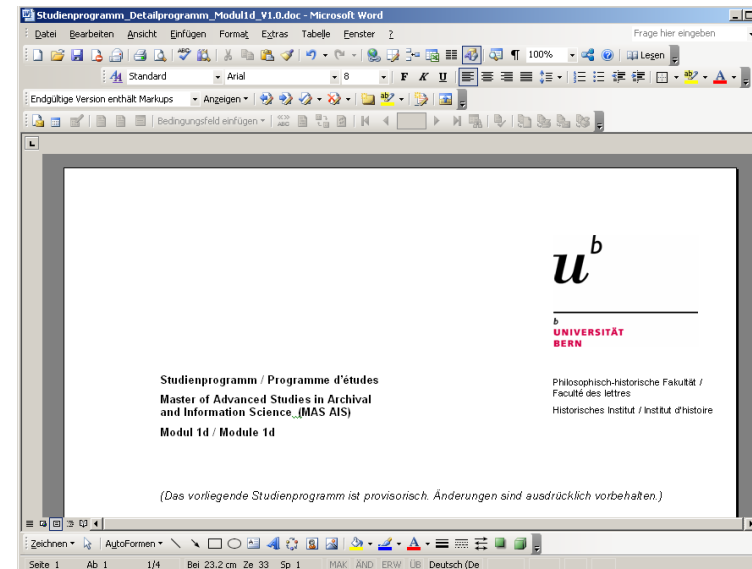 Studienprogramm_Detailprogramm_Modul1d_V1.0.doc - Microsoft Word
Datei Bearbeiten Ansicht Einfügen Format Extras Tabelle Fenster ? Frage hier eingeben
100% Lesen
Standard Arial 8 F K U
Endgültige Version enthält Markups Anzeigen
Bedingungsfeld einfügen
u b
b
UNIVERSITÄT
BERN
Studienprogramm / Programme d'études
Master of Advanced Studies in Archival
and Information Science (MAS AIS)
Modul 1d / Module 1d
Philosophisch-historische Fakultät /
Faculté des lettres
Historisches Institut / Institut d'histoire
(Das vorliegende Studienprogramm ist provisorisch. Änderungen sind ausdrücklich vorbehalten.)
Zeichnen AutoFormen
Seite 1 Ab 1 1/4 Bei 23.2 cm Ze 33 Sp 1 MAK ÄND ERW ÜB Deutsch (De